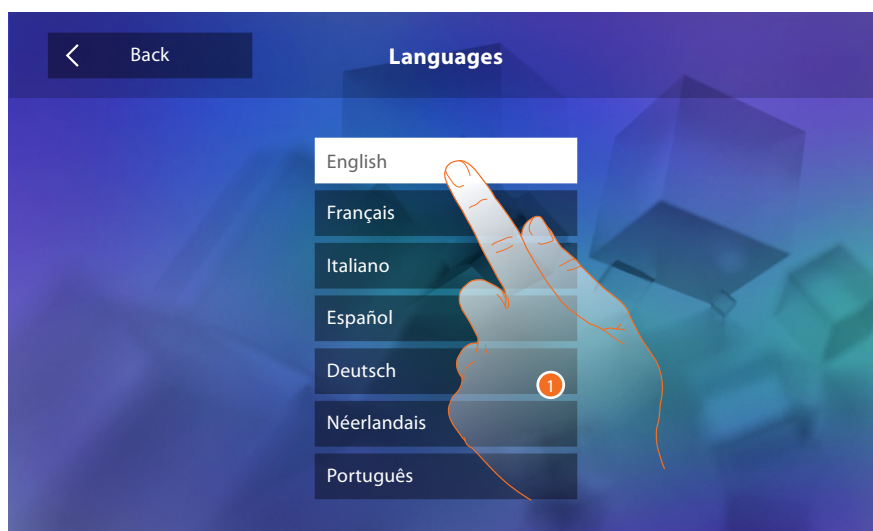 Back
Languages
English
Français
Italiano
Español
Deutsch
1
Néerlandais
Português